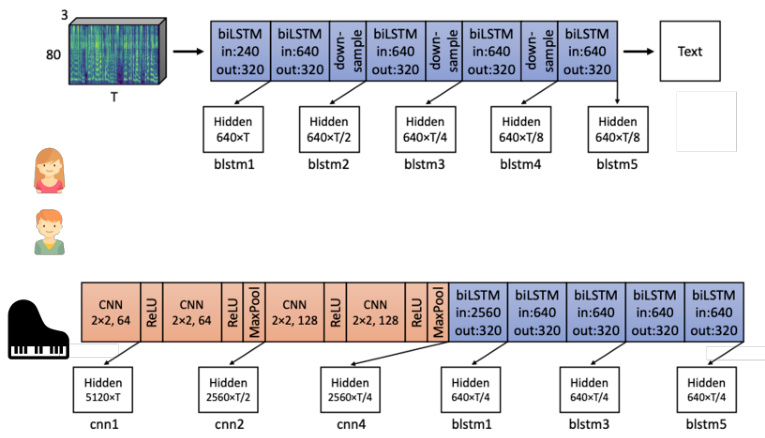 3
80
T
biLSTM
in:240
out:320
biLSTM
in:640
out:320
down-
sample
biLSTM
in:640
out:320
down-
sample
biLSTM
in:640
out:320
down-
sample
biLSTM
in:640
out:320
Text
Hidden
640×T
Hidden
640×T/2
Hidden
640×T/4
Hidden
640×T/8
Hidden
640×T/8
blstm1
blstm2
blstm3
blstm4
blstm5
CNN
2×2, 64
ReLU
CNN
2×2, 64
ReLU
MaxPool
CNN
2×2, 128
ReLU
CNN
2×2, 128
ReLU
MaxPool
biLSTM
in:2560
out:320
biLSTM
in:640
out:320
biLSTM
in:640
out:320
biLSTM
in:640
out:320
biLSTM
in:640
out:320
Hidden
5120×T
Hidden
2560×T/2
Hidden
2560×T/4
Hidden
640×T/4
Hidden
640×T/4
Hidden
640×T/4
cnn1
cnn2
cnn4
blstm1
blstm3
blstm5